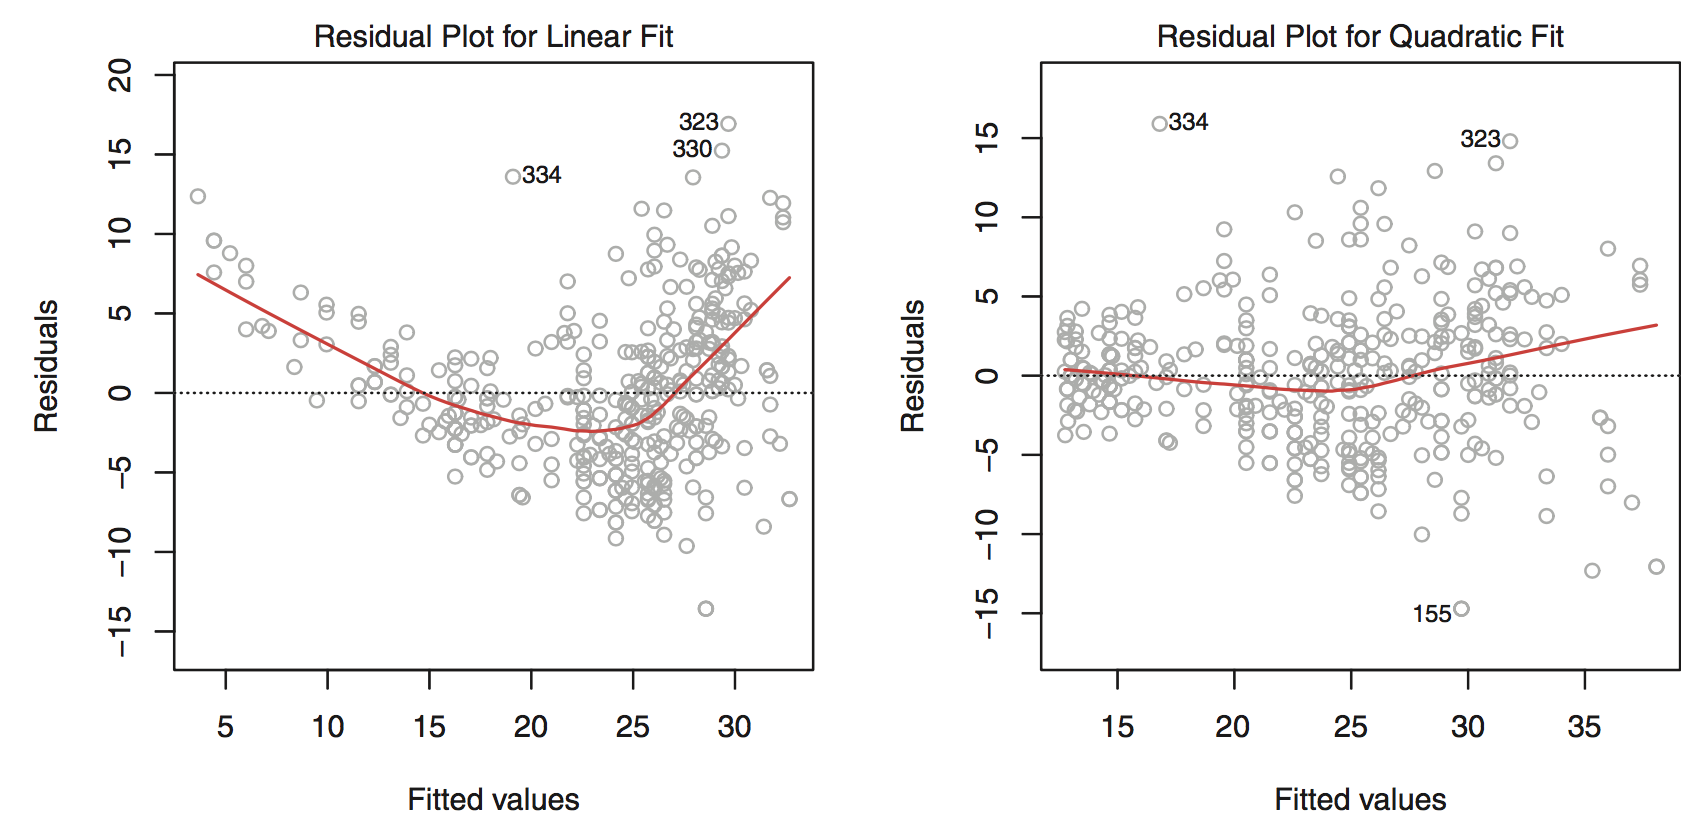 Residual Plot for Linear Fit
20
15
10
5
0
−5
−10
−15
Residuals
323
330
334
5 10 15 20 25 30
Fitted values
Residual Plot for Quadratic Fit
15
10
5
0
−5
−10
−15
Residuals
334
323
155
15 20 25 30 35
Fitted values